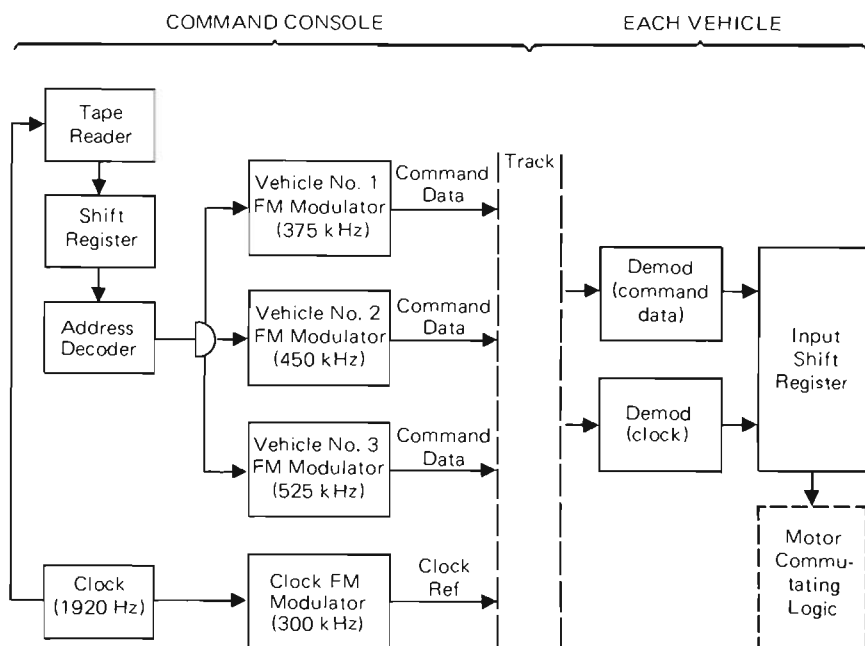 COMMAND CONSOLE
EACH VEHICLE
Tape
Reader
Shift
Register
Address
Decoder
Clock
(1920 Hz)
Vehicle No. 1
FM Modulator
(375 kHz)
Vehicle No. 2
FM Modulator
(450 kHz)
Vehicle No. 3
FM Modulator
(525 kHz)
Clock FM
Modulator
(300 kHz)
Command
Data
Command
Data
Command
Data
Clock
Ref
Track
Demod
(command
data)
Demod
(clock)
Input
Shift
Register
Motor
Commu-
tating
Logic